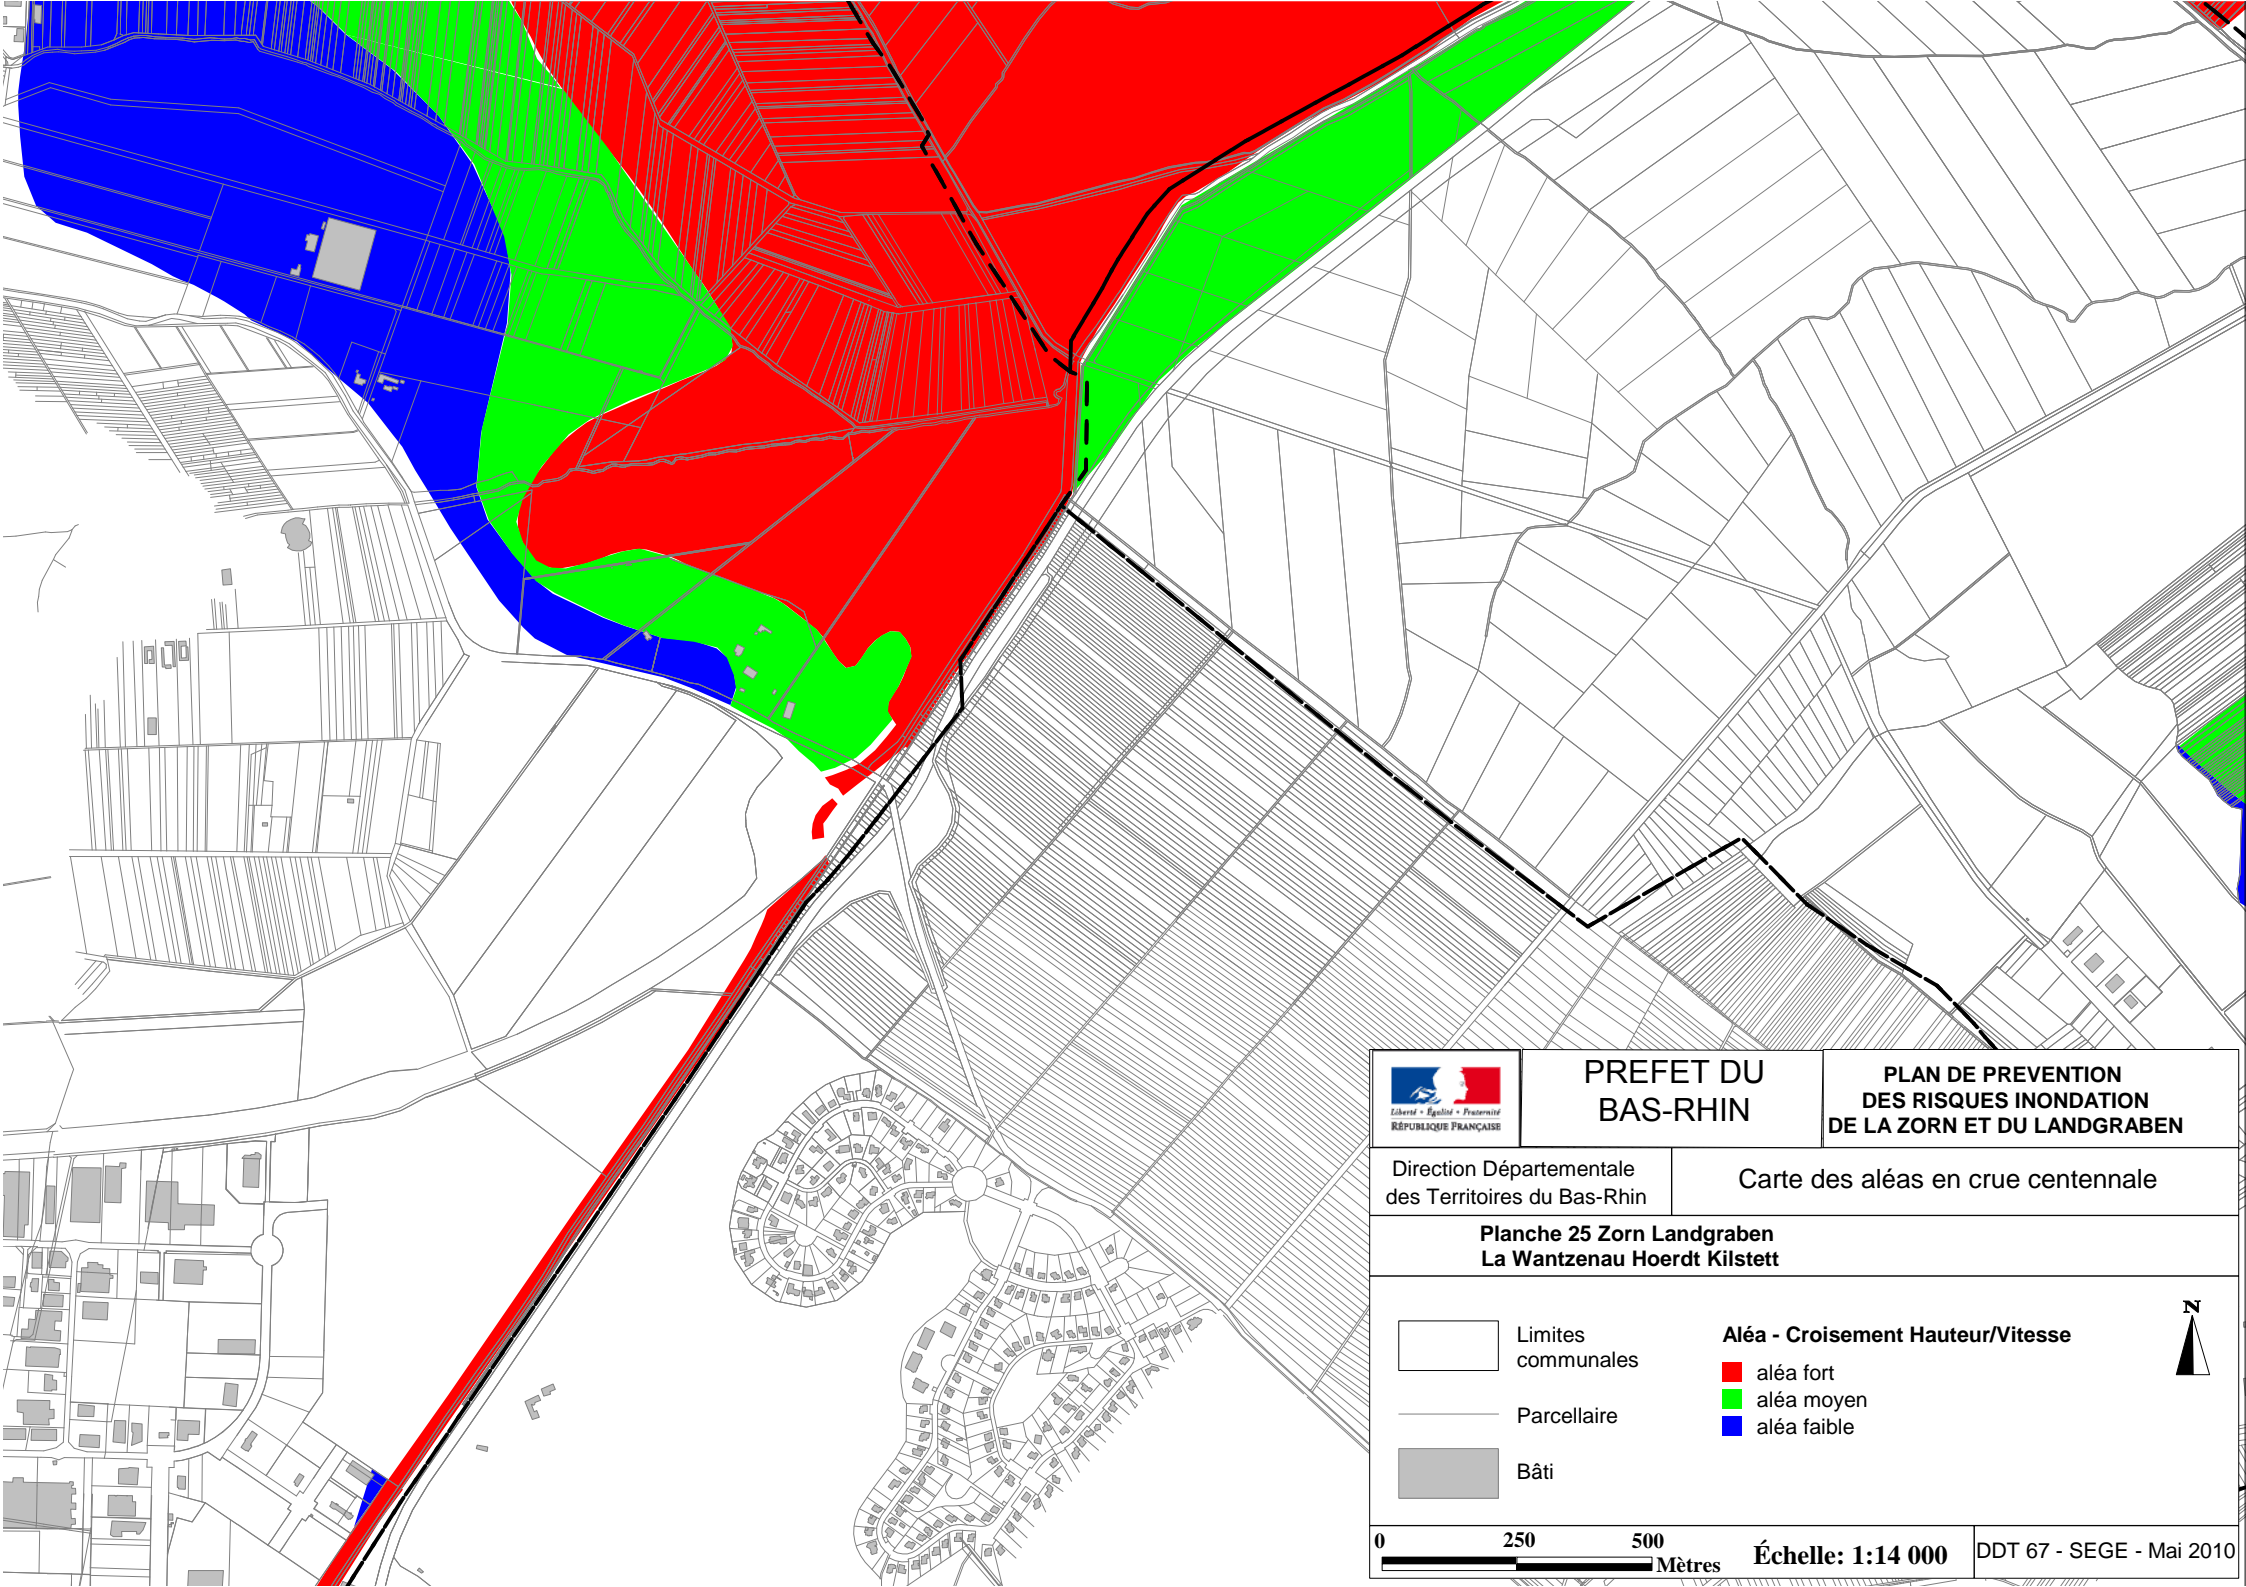 Liberté • Égalité • Fraternité
RÉPUBLIQUE FRANÇAISE
PREFET DU
BAS-RHIN
PLAN DE PREVENTION
DES RISQUES INONDATION
DE LA ZORN ET DU LANDGRABEN
Direction Départementale
des Territoires du Bas-Rhin
Carte des aléas en crue centennale
Planche 25 Zorn Landgraben
La Wantzenau Hoerdt Kilstett
Limites
communales
Parcellaire
Bâti
Aléa - Croisement Hauteur/Vitesse
aléa fort
aléa moyen
aléa faible
N
0 250 500
Mètres
Échelle: 1:14 000
DDT 67 - SEGE - Mai 2010